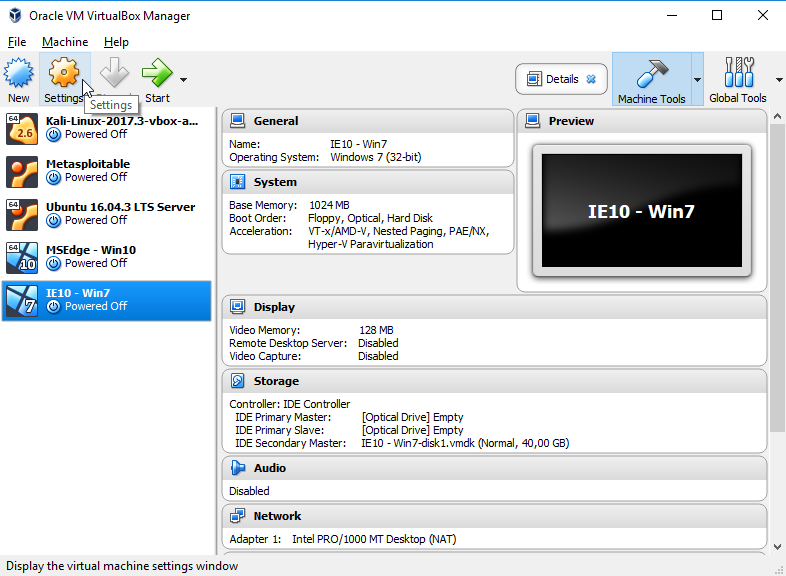 Oracle VM VirtualBox Manager
File Machine Help
New Settings Start
Settings
Details
Machine Tools
Global Tools
64
2.6
Kali-Linux-2017.3-vbox-a...
Powered Off
Metasploitable
Powered Off
64
Ubuntu 16.04.3 LTS Server
Powered Off
64
10
MSEdge - Win10
Powered Off
7
IE10 - Win7
Powered Off
General
Name: IE10 - Win7
Operating System: Windows 7 (32-bit)
System
Base Memory: 1024 MB
Boot Order: Floppy, Optical, Hard Disk
Acceleration: VT-x/AMD-V, Nested Paging, PAE/NX,
Hyper-V Paravirtualization
Preview
IE10 - Win7
Display
Video Memory: 128 MB
Remote Desktop Server: Disabled
Video Capture: Disabled
Storage
Controller: IDE Controller
IDE Primary Master: [Optical Drive] Empty
IDE Primary Slave: [Optical Drive] Empty
IDE Secondary Master: IE10 - Win7-disk1.vmdk (Normal, 40,00 GB)
Audio
Disabled
Network
Adapter 1: Intel PRO/1000 MT Desktop (NAT)
Display the virtual machine settings window